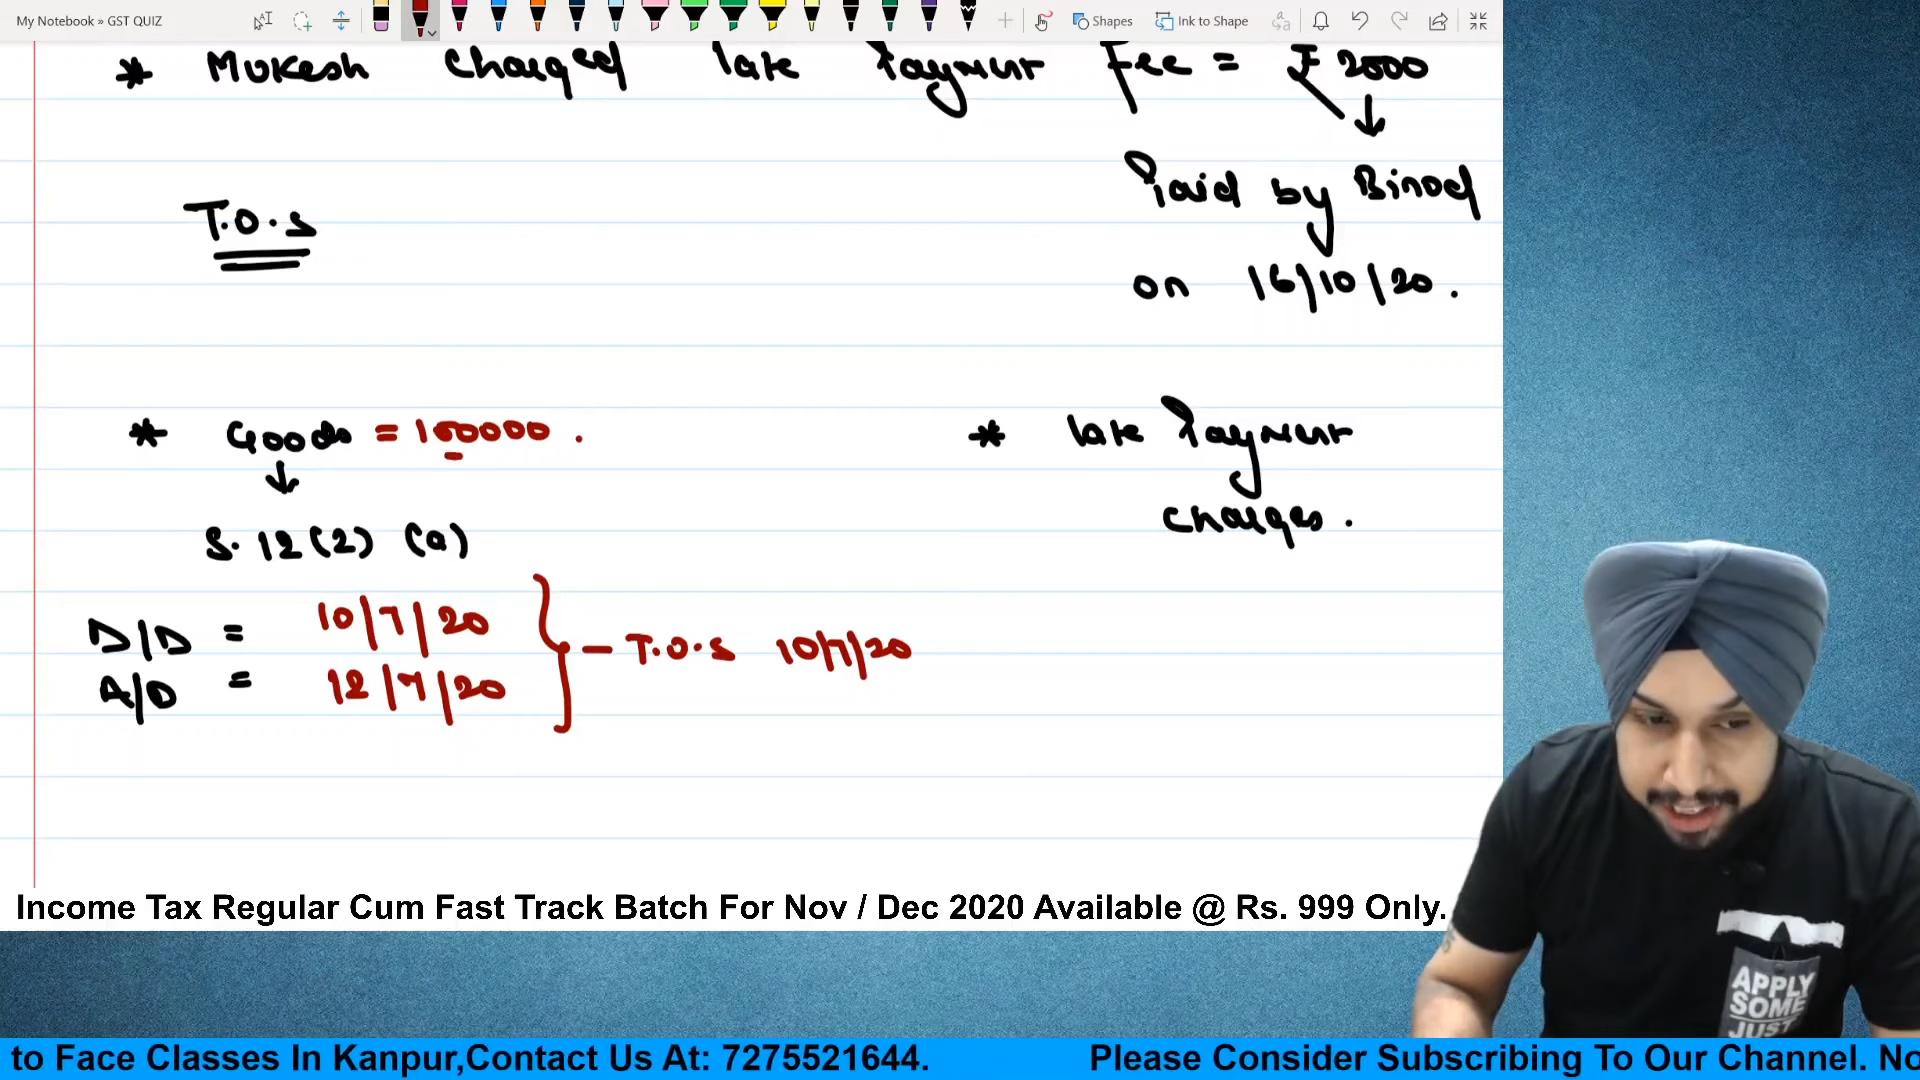 My Notebook » GST QUIZ
Shapes
Ink to Shape
* Mukesh charged late Payment Fee = ₹ 2000
Paid by Binod
on 16/10/20.
T.O.S
* Goods = 100000.
S. 12 (2) (a)
D/D = 10/7/20
A/D = 12/7/20
- T.O.S 10/7/20
* late Payment
charges.
Income Tax Regular Cum Fast Track Batch For Nov / Dec 2020 Available @ Rs. 999 Only.
APPLY
SOME
JUST
to Face Classes In Kanpur,Contact Us At: 7275521644. Please Consider Subscribing To Our Channel. No